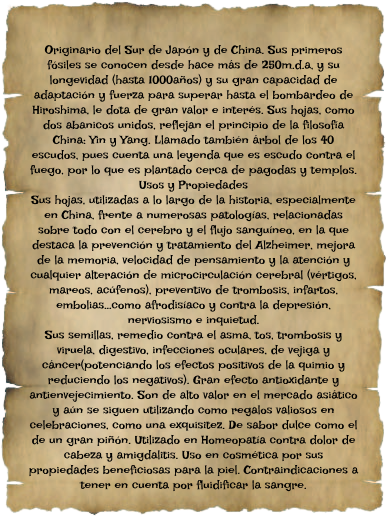 Originario del Sur de Japón y de China. Sus primeros
fósiles se conocen desde hace más de 250m.d.a, y su
longevidad (hasta 1000años) y su gran capacidad de
adaptación y fuerza para superar hasta el bombardeo de
Hiroshima, le dota de gran valor e interés. Sus hojas, como
dos abanicos unidos, reflejan el principio de la filosofía
China: Yin y Yang. Llamado también árbol de los 40
escudos, pues cuenta una leyenda que es escudo contra el
fuego, por lo que es plantado cerca de pagodas y templos.
Usos y Propiedades
Sus hojas, utilizadas a lo largo de la historia, especialmente
en China, frente a numerosas patologías, relacionadas
sobre todo con el cerebro y el flujo sanguíneo, en la que
destaca la prevención y tratamiento del Alzheimer, mejora
de la memoria, velocidad de pensamiento y la atención y
cualquier alteración de microcirculación cerebral (vértigos,
mareos, acúfenos), preventivo de trombosis, infartos,
embolias...como afrodisíaco y contra la depresión,
nerviosismo e inquietud.
Sus semillas, remedio contra el asma, tos, trombosis y
viruela, digestivo, infecciones oculares, de vejiga y
cáncer(potenciando los efectos positivos de la quimio y
reduciendo los negativos). Gran efecto antioxidante y
antienvejecimiento. Son de alto valor en el mercado asiático
y aún se siguen utilizando como regalos valiosos en
celebraciones, como una exquisitez. De sabor dulce como el
de un gran piñón. Utilizado en Homeopatía contra dolor de
cabeza y amigdalitis. Uso en cosmética por sus
propiedades beneficiosas para la piel. Contraindicaciones a
tener en cuenta por fluidificar la sangre.